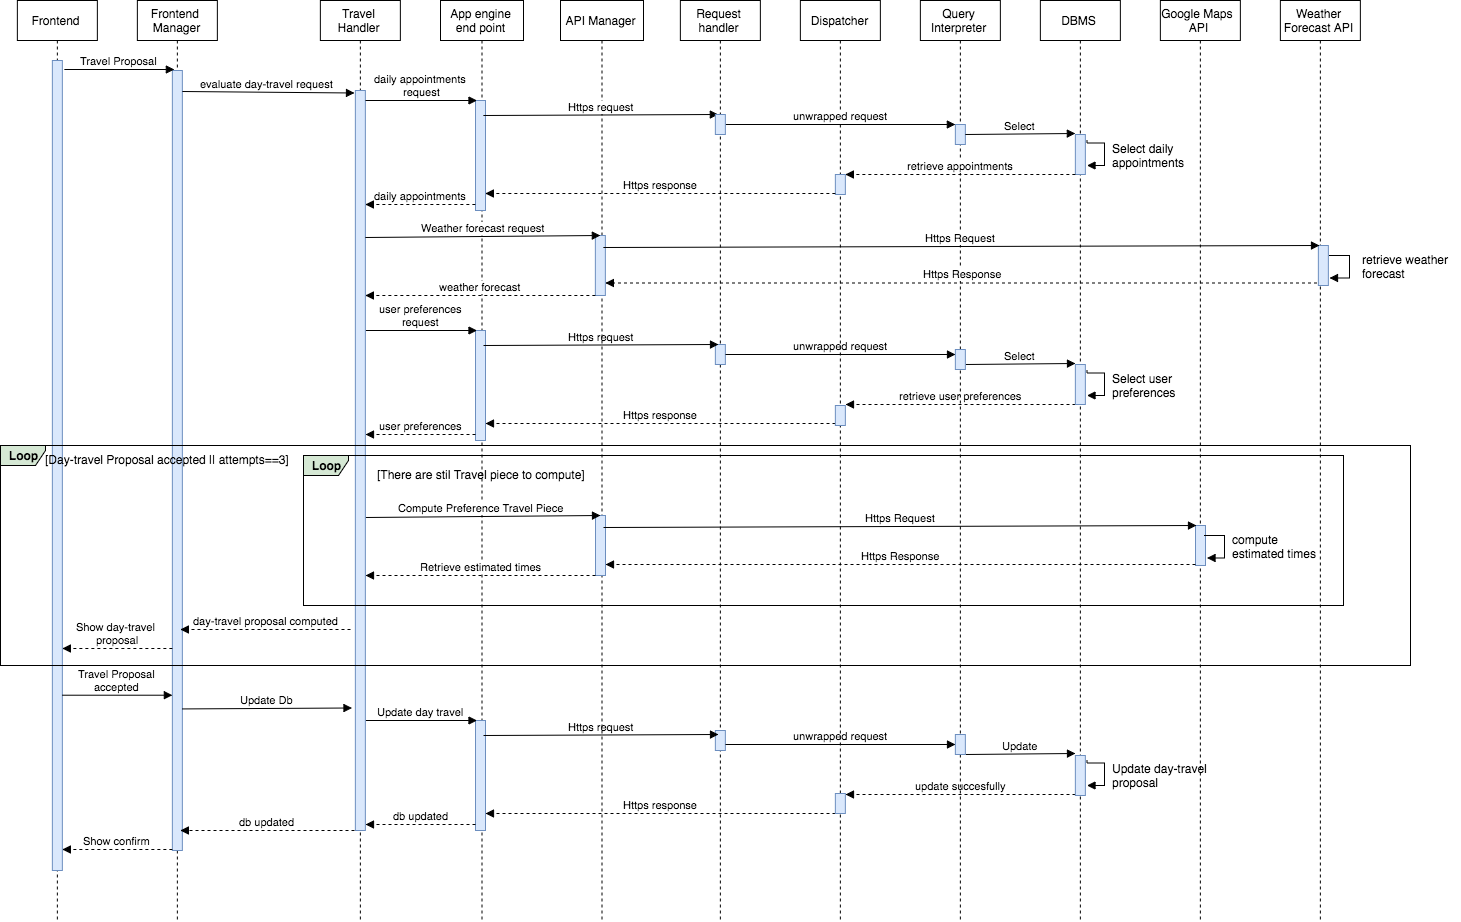 Frontend
Frontend
Manager
Travel
Handler
App engine
end point
API Manager
Request
handler
Dispatcher
Query
Interpreter
DBMS
Google Maps
API
Weather
Forecast API
Travel Proposal
evaluate day-travel request
daily appointments
request
Https request
unwrapped request
Select
Select daily
appointments
retrieve appointments
Https response
daily appointments
Weather forecast request
Https Request
retrieve weather
forecast
Https Response
weather forecast
user preferences
request
Https request
unwrapped request
Select
Select user
preferences
retrieve user preferences
Https response
user preferences
Loop
[Day-travel Proposal accepted II attempts==3]
Loop
[There are stil Travel piece to compute]
Compute Preference Travel Piece
Https Request
compute
estimated times
Https Response
Retrieve estimated times
day-travel proposal computed
Show day-travel
proposal
Travel Proposal
accepted
Update Db
Update day travel
Https request
unwrapped request
Update
Update day-travel
proposal
update succesfully
Https response
db updated
db updated
Show confirm